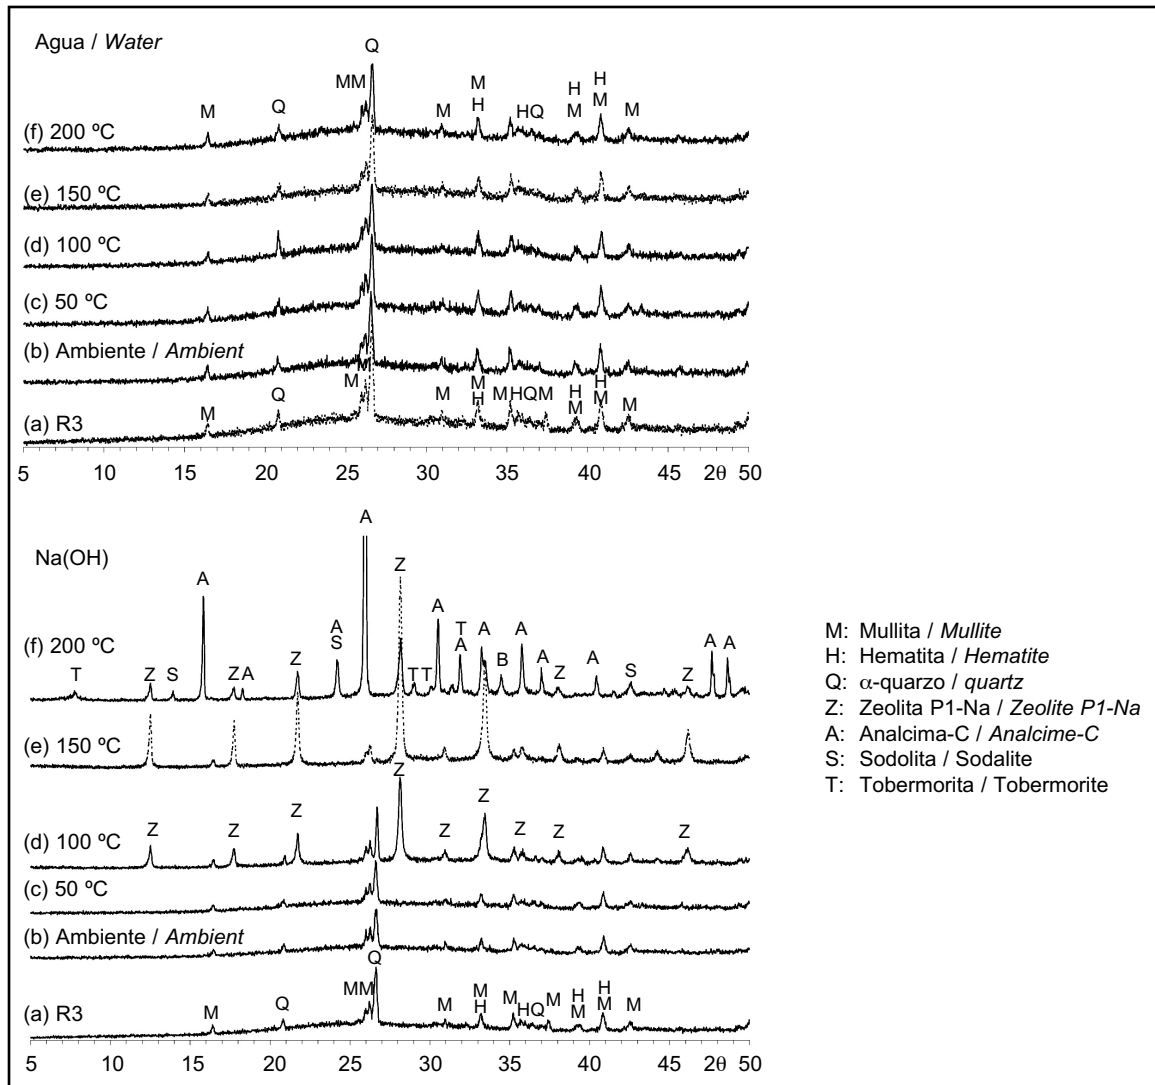 Agua / Water
Q
MM
M
H
H
M
M
Q
M
H
M
HQ
M
(f) 200 ºC
(e) 150 ºC
(d) 100 ºC
(c) 50 ºC
(b) Ambiente / Ambient
M
M
Q
M
M
H
M
HQ
M
H
M
H
M
M
(a) R3
5 10 15 20 25 30 35 40 45 2θ 50
Na(OH)
A
Z
A
A
S
A
T
A
A
A
A
A
(f) 200 ºC
T
Z
S
Z
A
Z
T
T
B
A
Z
A
S
Z
(e) 150 ºC
Z
Z
Z
Z
Z
Z
Z
Z
Z
(d) 100 ºC
(c) 50 ºC
(b) Ambiente / Ambient
Q
MM
M
Q
M
M
H
M
HQ
M
H
M
H
M
M
(a) R3
5 10 15 20 25 30 35 40 45 2θ 50
M: Mullita / Mullite
H: Hematita / Hematite
Q: α-quarzo / quartz
Z: Zeolita P1-Na / Zeolite P1-Na
A: Analcima-C / Analcime-C
S: Sodolita / Sodalite
T: Tobermorita / Tobermorite